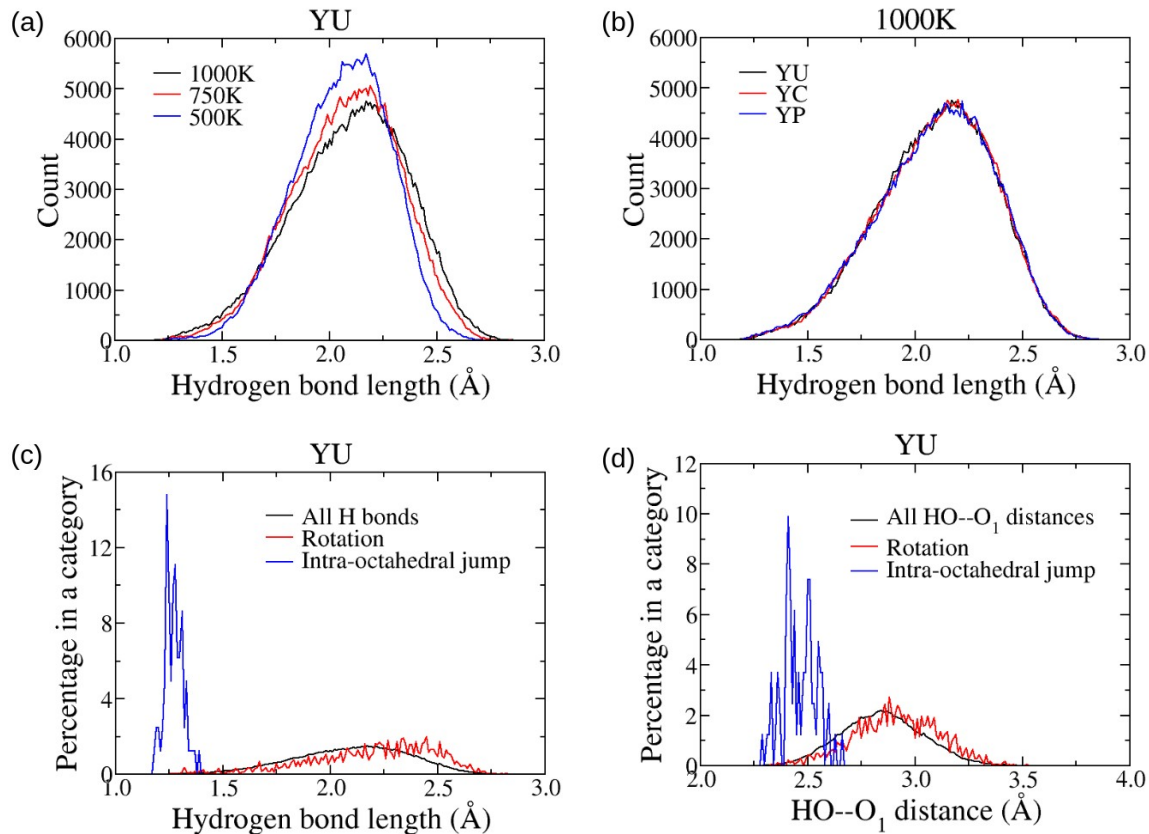 (a)
YU
6000
5000
4000
3000
2000
1000
0
Count
1000K
750K
500K
1.0 1.5 2.0 2.5 3.0
Hydrogen bond length (Å)
(b)
1000K
6000
5000
4000
3000
2000
1000
0
Count
YU
YC
YP
1.0 1.5 2.0 2.5 3.0
Hydrogen bond length (Å)
(c)
YU
16
12
8
4
0
Percentage in a category
All H bonds
Rotation
Intra-octahedral jump
1.0 1.5 2.0 2.5 3.0
Hydrogen bond length (Å)
(d)
YU
12
10
8
6
4
2
0
Percentage in a category
All HO--O₁ distances
Rotation
Intra-octahedral jump
2.0 2.5 3.0 3.5 4.0
HO--O₁ distance (Å)